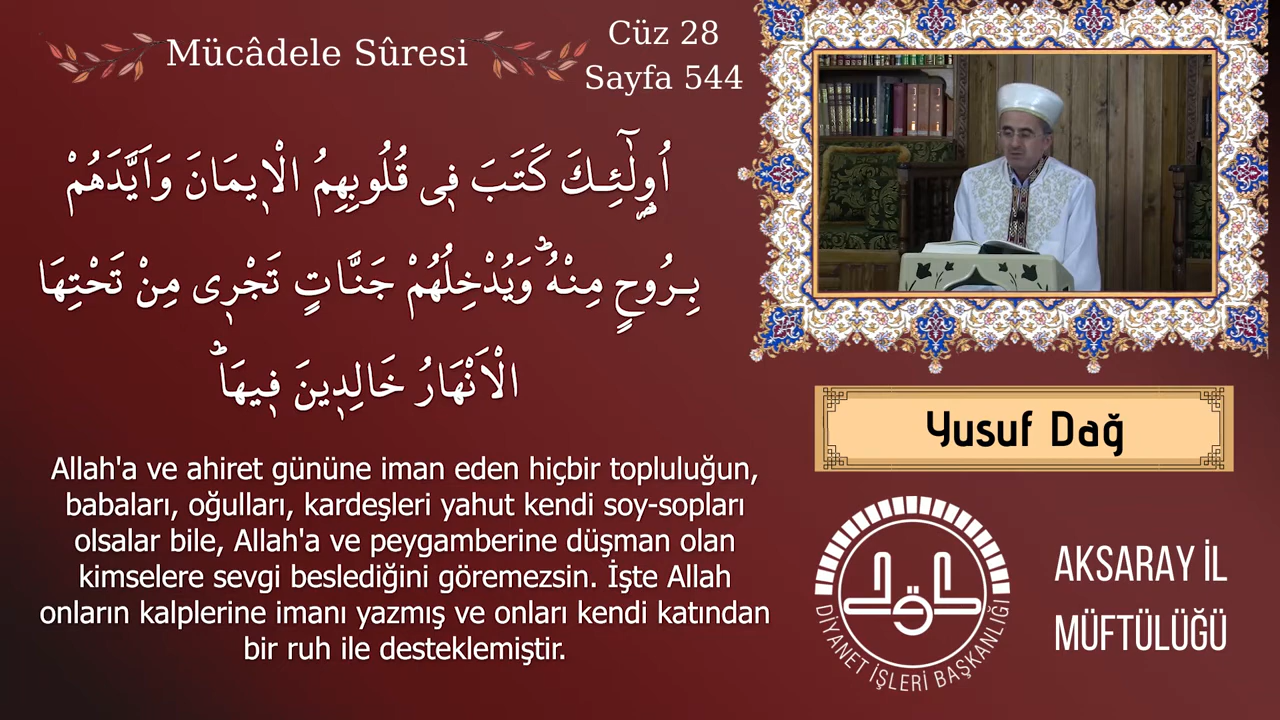 Mücâdele Sûresi
Cüz 28
Sayfa 544
اُو۬لٰٓئِكَ كَتَبَ ف۪ي قُلُوبِهِمُ الْا۪يمَانَ وَاَيَّدَهُمْ
بِرُوحٍ مِنْهُۜ وَيُدْخِلُهُمْ جَنَّاتٍ تَجْر۪ي مِنْ تَحْتِهَا
الْاَنْهَارُ خَالِد۪ينَ ف۪يهَاۜ
Allah'a ve ahiret gününe iman eden hiçbir topluluğun,
babaları, oğulları, kardeşleri yahut kendi soy-sopları
olsalar bile, Allah'a ve peygamberine düşman olan
kimselere sevgi beslediğini göremezsin. İşte Allah
onların kalplerine imanı yazmış ve onları kendi katından
bir ruh ile desteklemiştir.
Yusuf Dağ
DİYANET İŞLERİ BAŞKANLIĞI
AKSARAY İL
MÜFTÜLÜĞÜ